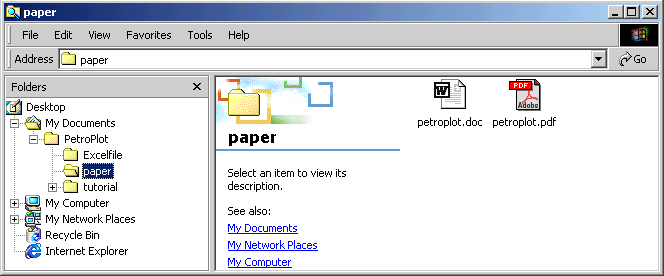 paper
File Edit View Favorites Tools Help
Address paper Go
Folders
Desktop
My Documents
PetroPlot
Excelfile
paper
tutorial
My Computer
My Network Places
Recycle Bin
Internet Explorer
paper
Select an item to view its
description.
See also:
My Documents
My Network Places
My Computer
W
petroplot.doc
PDF
Adobe
petroplot.pdf